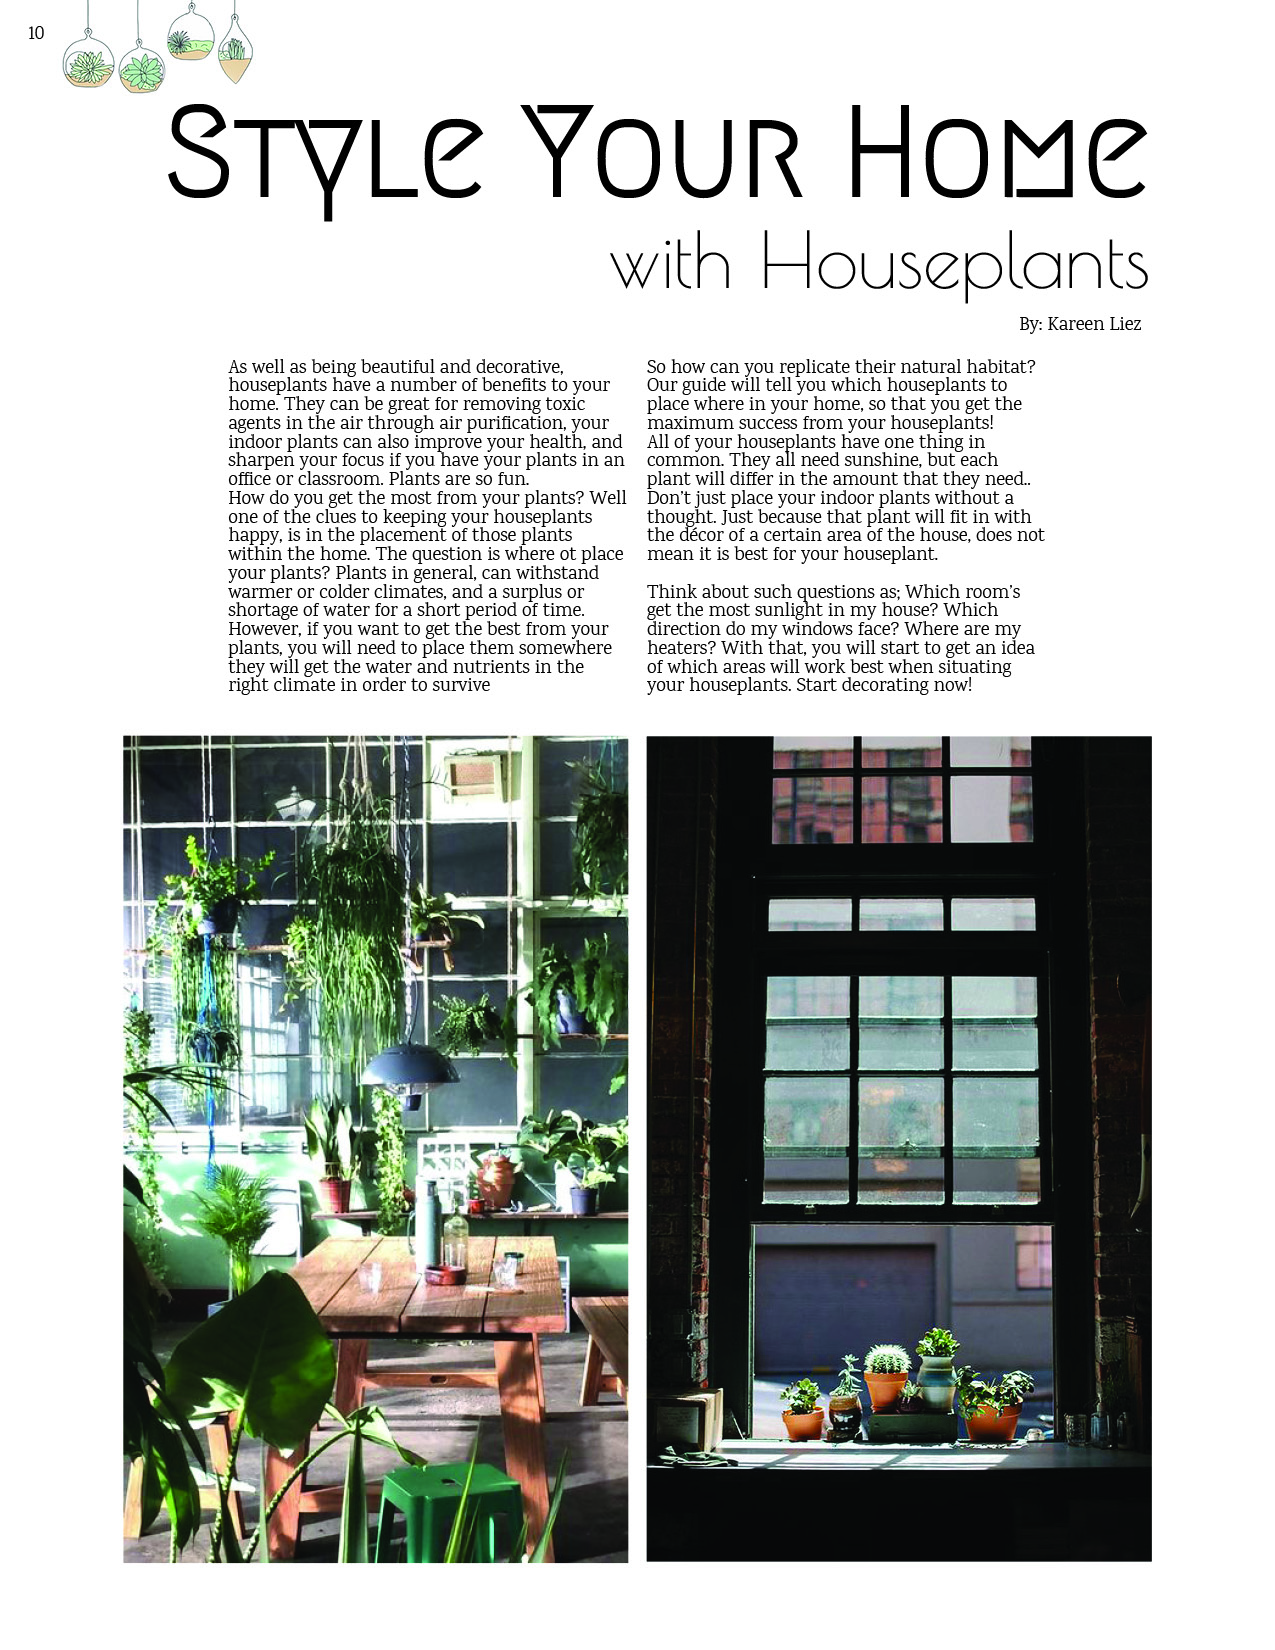 10
Style Your Home
with Houseplants
By: Kareen Liez
As well as being beautiful and decorative,
houseplants have a number of benefits to your
home. They can be great for removing toxic
agents in the air through air purification, your
indoor plants can also improve your health, and
sharpen your focus if you have your plants in an
office or classroom. Plants are so fun.
How do you get the most from your plants? Well
one of the clues to keeping your houseplants
happy, is in the placement of those plants
within the home. The question is where ot place
your plants? Plants in general, can withstand
warmer or colder climates, and a surplus or
shortage of water for a short period of time.
However, if you want to get the best from your
plants, you will need to place them somewhere
they will get the water and nutrients in the
right climate in order to survive
So how can you replicate their natural habitat?
Our guide will tell you which houseplants to
place where in your home, so that you get the
maximum success from your houseplants!
All of your houseplants have one thing in
common. They all need sunshine, but each
plant will differ in the amount that they need..
Don't just place your indoor plants without a
thought. Just because that plant will fit in with
the décor of a certain area of the house, does not
mean it is best for your houseplant.
Think about such questions as; Which room's
get the most sunlight in my house? Which
direction do my windows face? Where are my
heaters? With that, you will start to get an idea
of which areas will work best when situating
your houseplants. Start decorating now!